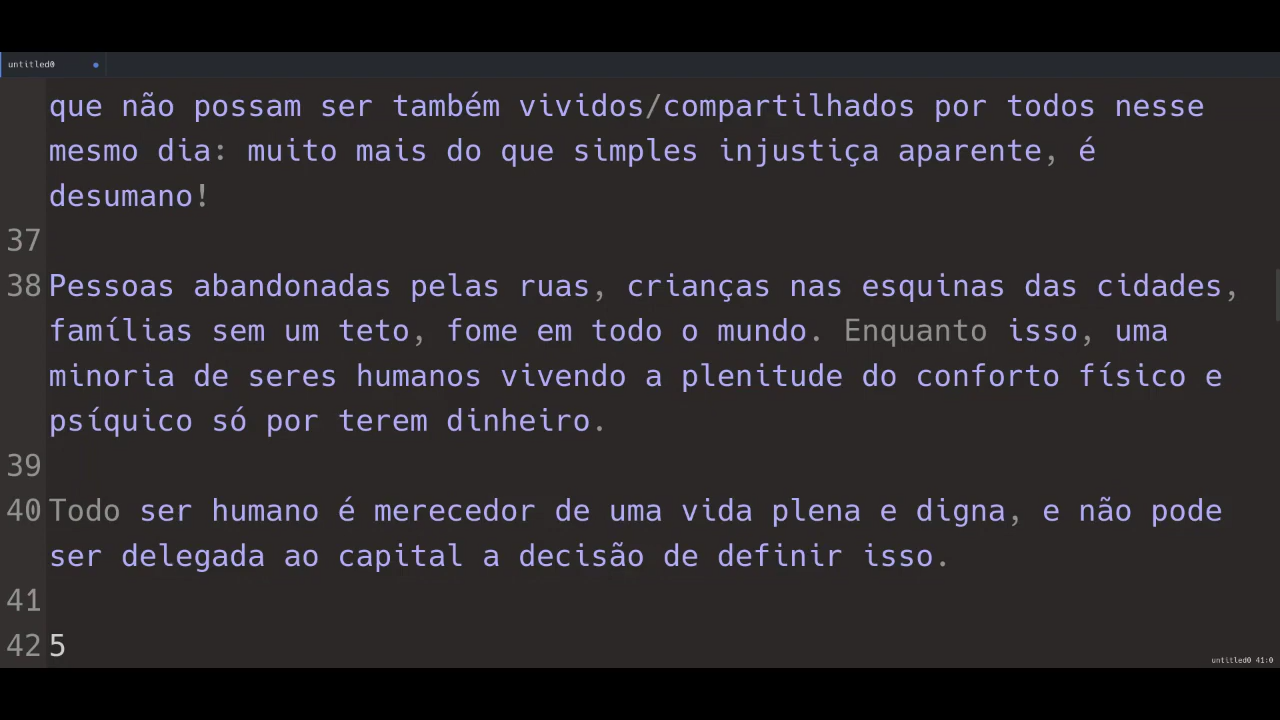 untitled0
que não possam ser também vividos/compartilhados por todos nesse
mesmo dia: muito mais do que simples injustiça aparente, é
desumano!
37
38 Pessoas abandonadas pelas ruas, crianças nas esquinas das cidades,
famílias sem um teto, fome em todo o mundo. Enquanto isso, uma
minoria de seres humanos vivendo a plenitude do conforto físico e
psíquico só por terem dinheiro.
39
40 Todo ser humano é merecedor de uma vida plena e digna, e não pode
ser delegada ao capital a decisão de definir isso.
41
42 5
untitled0 41:0